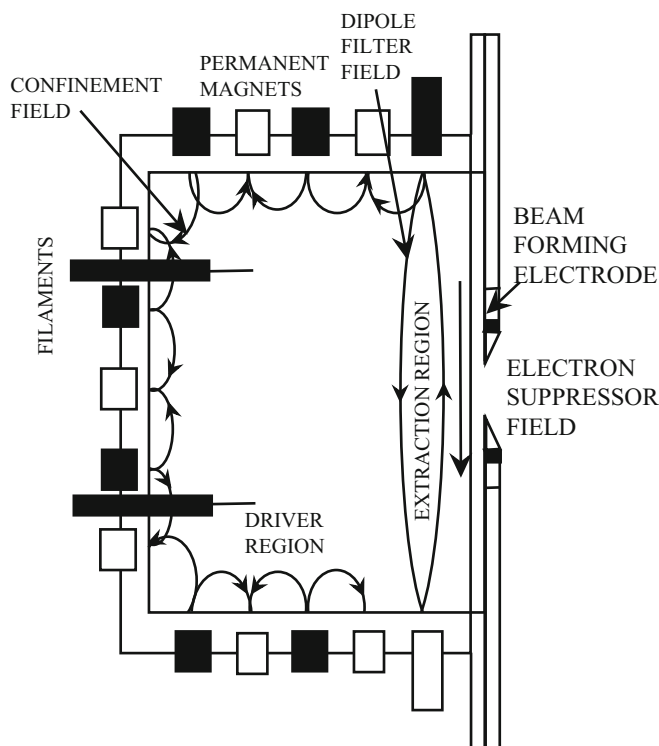 DIPOLE
FILTER
FIELD
PERMANENT
MAGNETS
CONFINEMENT
FIELD
FILAMENTS
BEAM
FORMING
ELECTRODE
EXTRACTION REGION
ELECTRON
SUPPRESSOR
FIELD
DRIVER
REGION